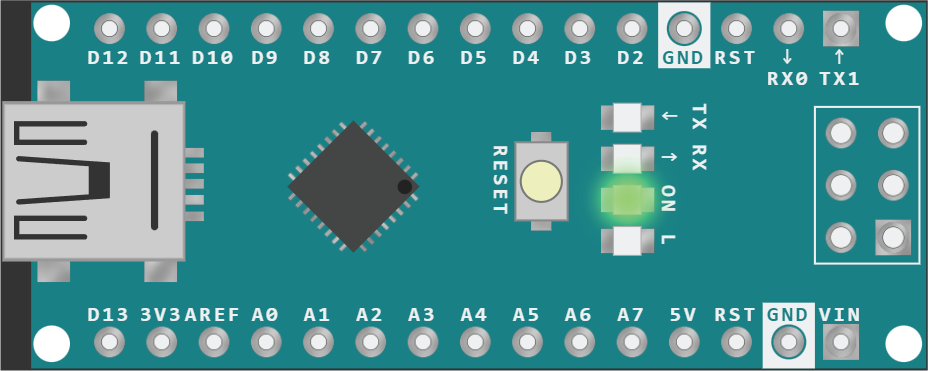 D12 D11 D10 D9 D8 D7 D6 D5 D4 D3 D2 GND RST ↓ ↑
RX0 TX1
← TX
→ RX
ON
L
RESET
D13 3V3 AREF A0 A1 A2 A3 A4 A5 A6 A7 5V RST GND VIN